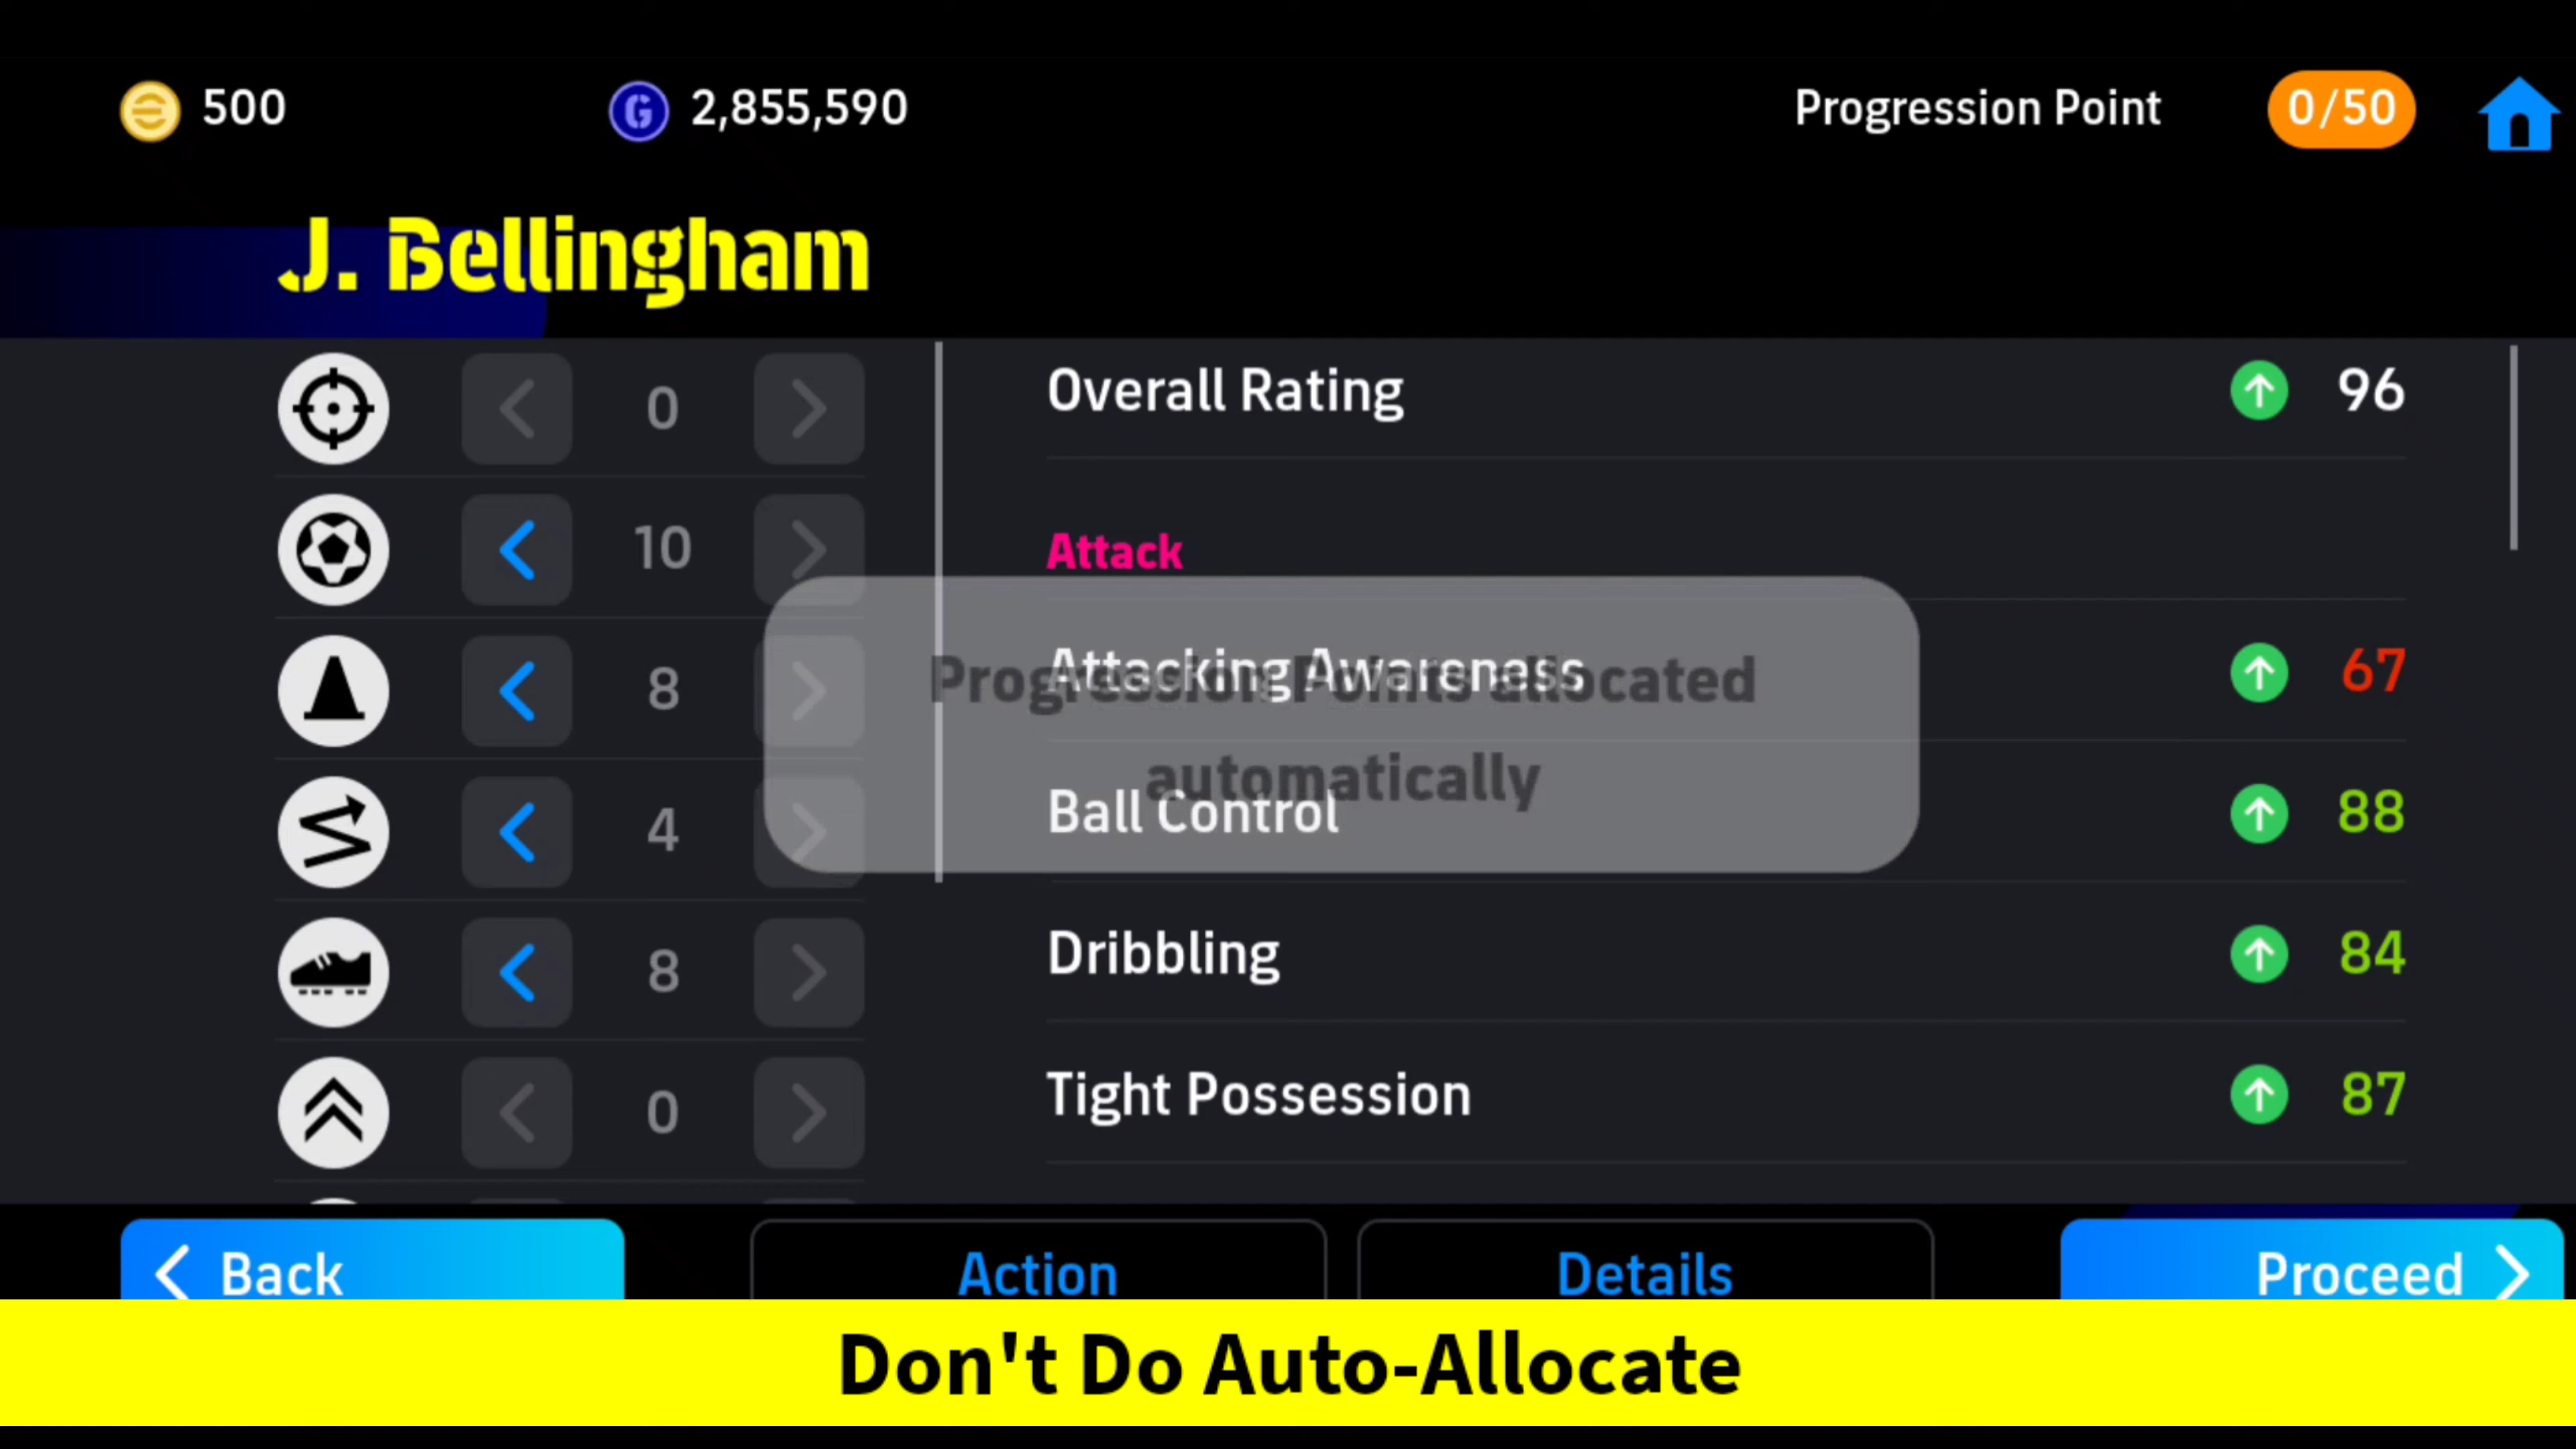 500
2,855,590
Progression Point
0/50
J. Bellingham
0
Overall Rating
96
10
Attack
8
Attacking Awareness
67
Progression Points allocated
automatically
4
Ball Control
88
8
Dribbling
84
0
Tight Possession
87
Back
Action
Details
Proceed
Don't Do Auto-Allocate